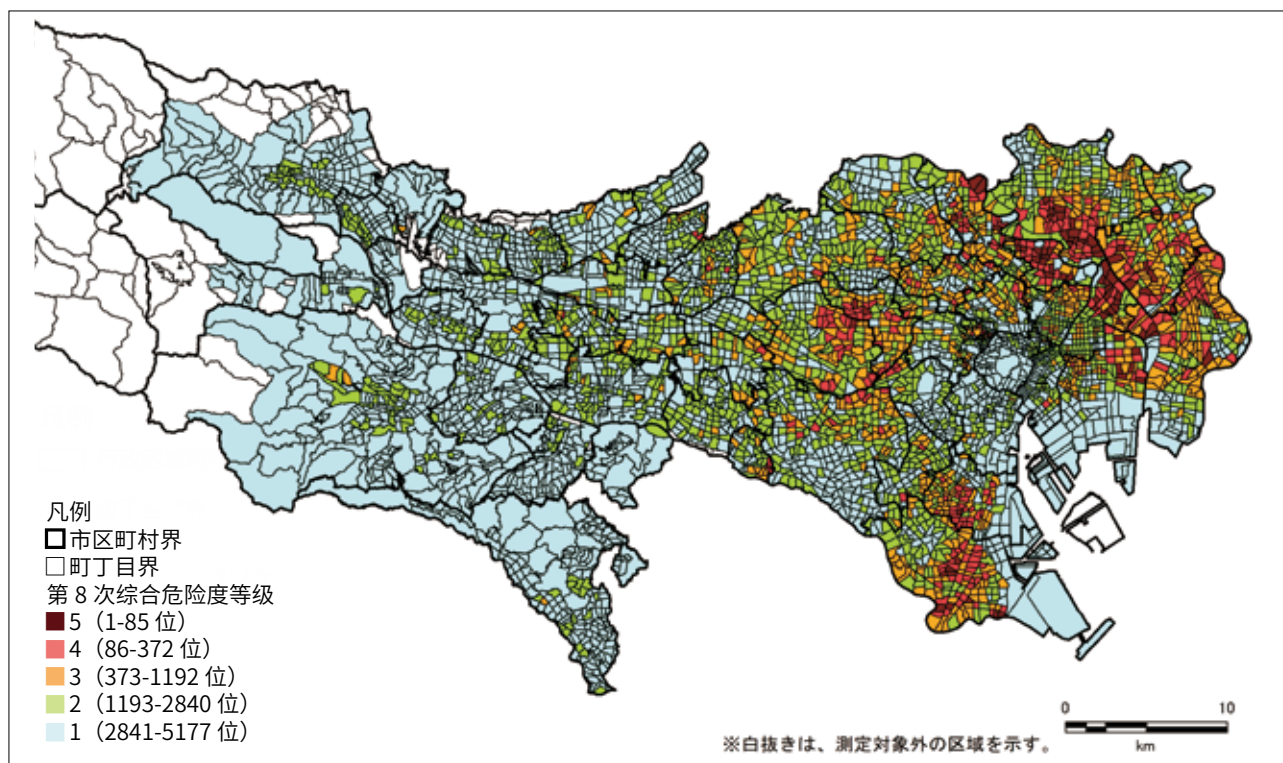 凡例
市区町村界
町丁目界
第 8 次综合危险度等级
5（1-85 位）
4（86-372 位）
3（373-1192 位）
2（1193-2840 位）
1（2841-5177 位）
0 10
km
※白抜きは、測定対象外の区域を示す。